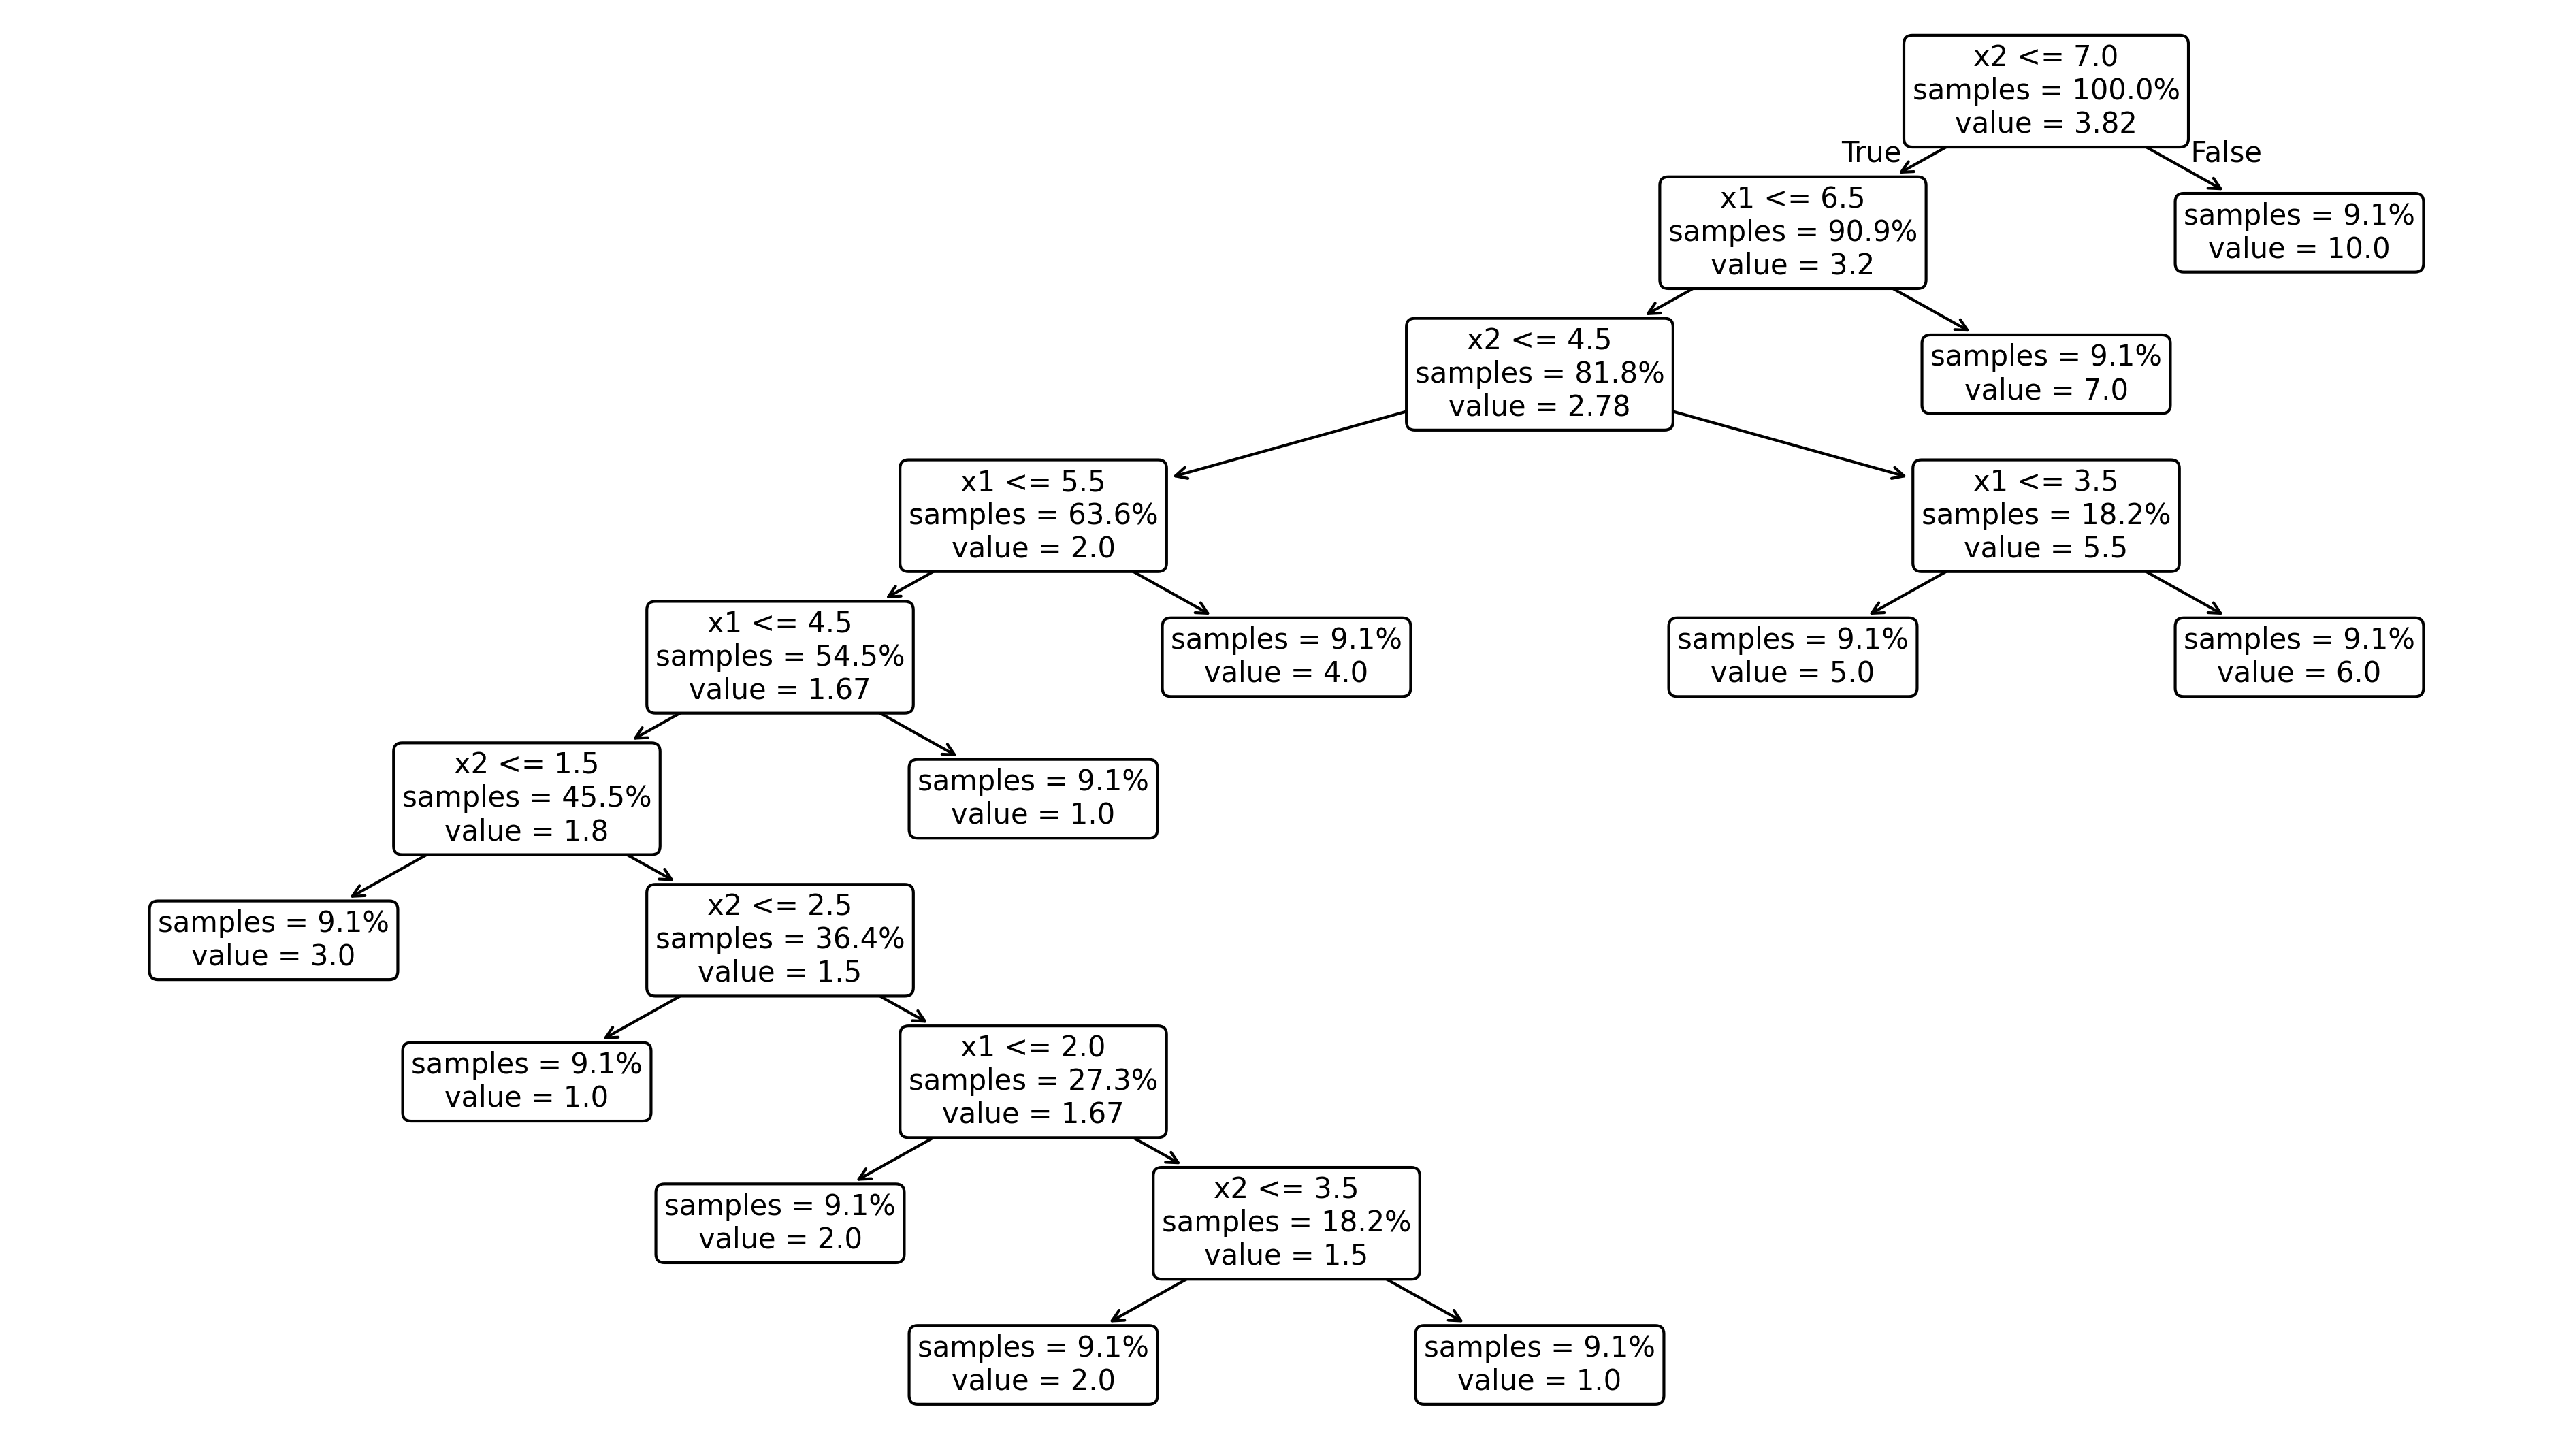 x2 <= 7.0
samples = 100.0%
value = 3.82
True
False
x1 <= 6.5
samples = 90.9%
value = 3.2
samples = 9.1%
value = 10.0
x2 <= 4.5
samples = 81.8%
value = 2.78
samples = 9.1%
value = 7.0
x1 <= 5.5
samples = 63.6%
value = 2.0
x1 <= 3.5
samples = 18.2%
value = 5.5
x1 <= 4.5
samples = 54.5%
value = 1.67
samples = 9.1%
value = 4.0
samples = 9.1%
value = 5.0
samples = 9.1%
value = 6.0
x2 <= 1.5
samples = 45.5%
value = 1.8
samples = 9.1%
value = 1.0
samples = 9.1%
value = 3.0
x2 <= 2.5
samples = 36.4%
value = 1.5
samples = 9.1%
value = 1.0
x1 <= 2.0
samples = 27.3%
value = 1.67
samples = 9.1%
value = 2.0
x2 <= 3.5
samples = 18.2%
value = 1.5
samples = 9.1%
value = 2.0
samples = 9.1%
value = 1.0